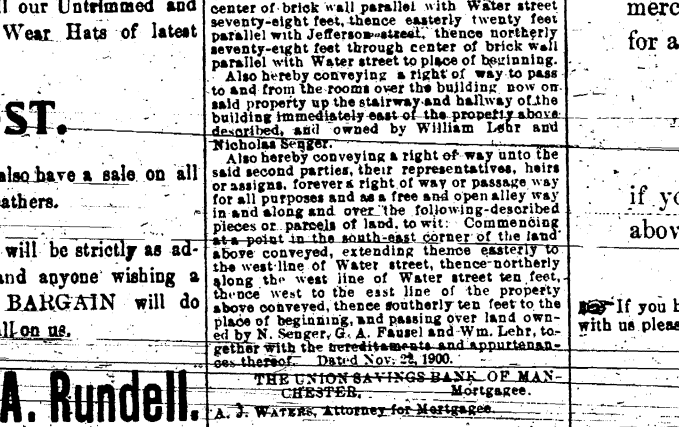 ll our Untrimmed and
Wear Hats of latest
ST.
also have a sale on all
eathers.
will be strictly as ad-
and anyone wishing a
BARGAIN will do
ll on us.
A. Rundell.
center of brick wall parallel with Water street
seventy-eight feet, thence easterly twenty feet
parallel with Jefferson street, thence northerly
seventy-eight feet through center of brick wall
parallel with Water street to place of beginning.
Also hereby conveying a right of way to pass
to and from the rooms over the building now on
said property up the stairway and hallway of the
building immediately east of the property above
described, and owned by William Lehr and
Nicholas Senger.
Also hereby conveying a right of way unto the
said second parties, their representatives, heirs
or assigns, forever a right of way or passage way
for all purposes and as a free and open alley way
in and along and over the following-described
pieces or parcels of land, to wit: Commencing
at a point in the south-east corner of the land
above conveyed, extending thence easterly to
the west line of Water street, thence northerly
along the west line of Water street ten feet,
thence west to the east line of the property
above conveyed, thence southerly ten feet to the
place of beginning, and passing over land own-
ed by N. Senger, G. A. Fausel and Wm. Lehr, to-
gether with the hereditaments and appurtenan-
ces thereof. Dated Nov. 22, 1900.
THE UNION SAVINGS BANK OF MAN-
CHESTER, Mortgagee.
A. J. WATERS, Attorney for Mortgagee.
merc
for a
if yo
abov
If you h
with us pleas